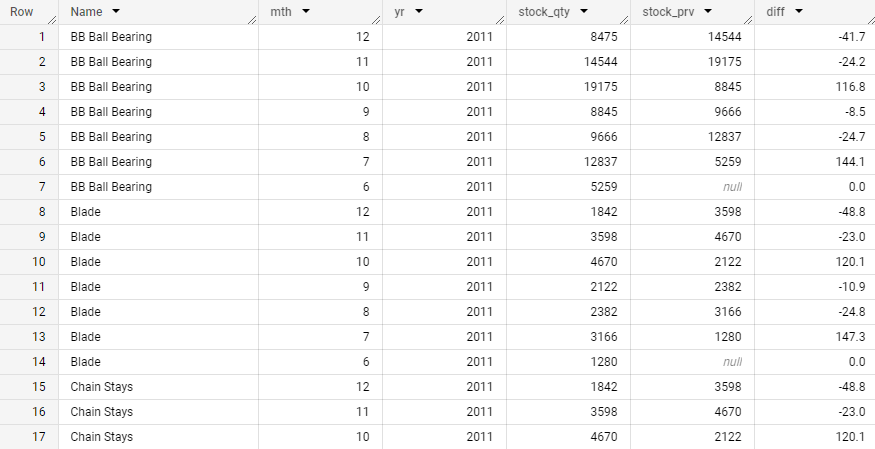 Row Name mth yr stock_qty stock_prv diff
1 BB Ball Bearing 12 2011 8475 14544 -41.7
2 BB Ball Bearing 11 2011 14544 19175 -24.2
3 BB Ball Bearing 10 2011 19175 8845 116.8
4 BB Ball Bearing 9 2011 8845 9666 -8.5
5 BB Ball Bearing 8 2011 9666 12837 -24.7
6 BB Ball Bearing 7 2011 12837 5259 144.1
7 BB Ball Bearing 6 2011 5259 null 0.0
8 Blade 12 2011 1842 3598 -48.8
9 Blade 11 2011 3598 4670 -23.0
10 Blade 10 2011 4670 2122 120.1
11 Blade 9 2011 2122 2382 -10.9
12 Blade 8 2011 2382 3166 -24.8
13 Blade 7 2011 3166 1280 147.3
14 Blade 6 2011 1280 null 0.0
15 Chain Stays 12 2011 1842 3598 -48.8
16 Chain Stays 11 2011 3598 4670 -23.0
17 Chain Stays 10 2011 4670 2122 120.1